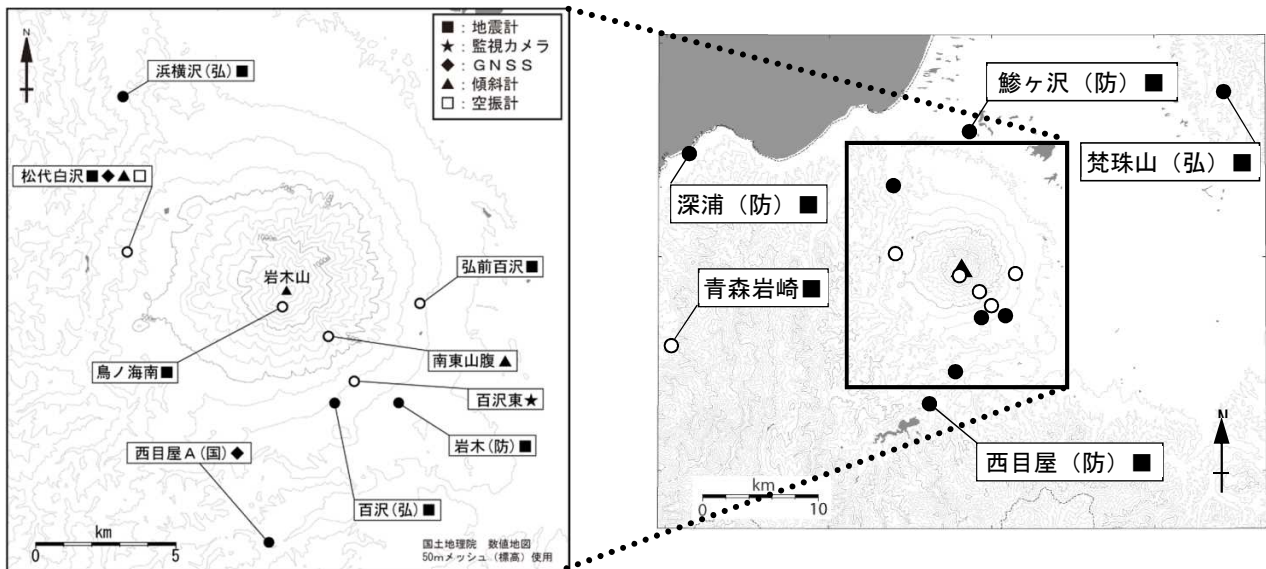 N
■：地震計
★：監視カメラ
◆：ＧＮＳＳ
▲：傾斜計
□：空振計
浜横沢(弘)■
松代白沢■◆▲□
岩木山
弘前百沢■
鳥ノ海南■
南東山腹▲
百沢東★
西目屋Ａ(国)◆
岩木(防)■
百沢(弘)■
km
0 5
国土地理院 数値地図
50mメッシュ（標高）使用
鯵ヶ沢（防）■
梵珠山（弘）■
深浦（防）■
青森岩崎■
西目屋（防）■
N
km
0 10